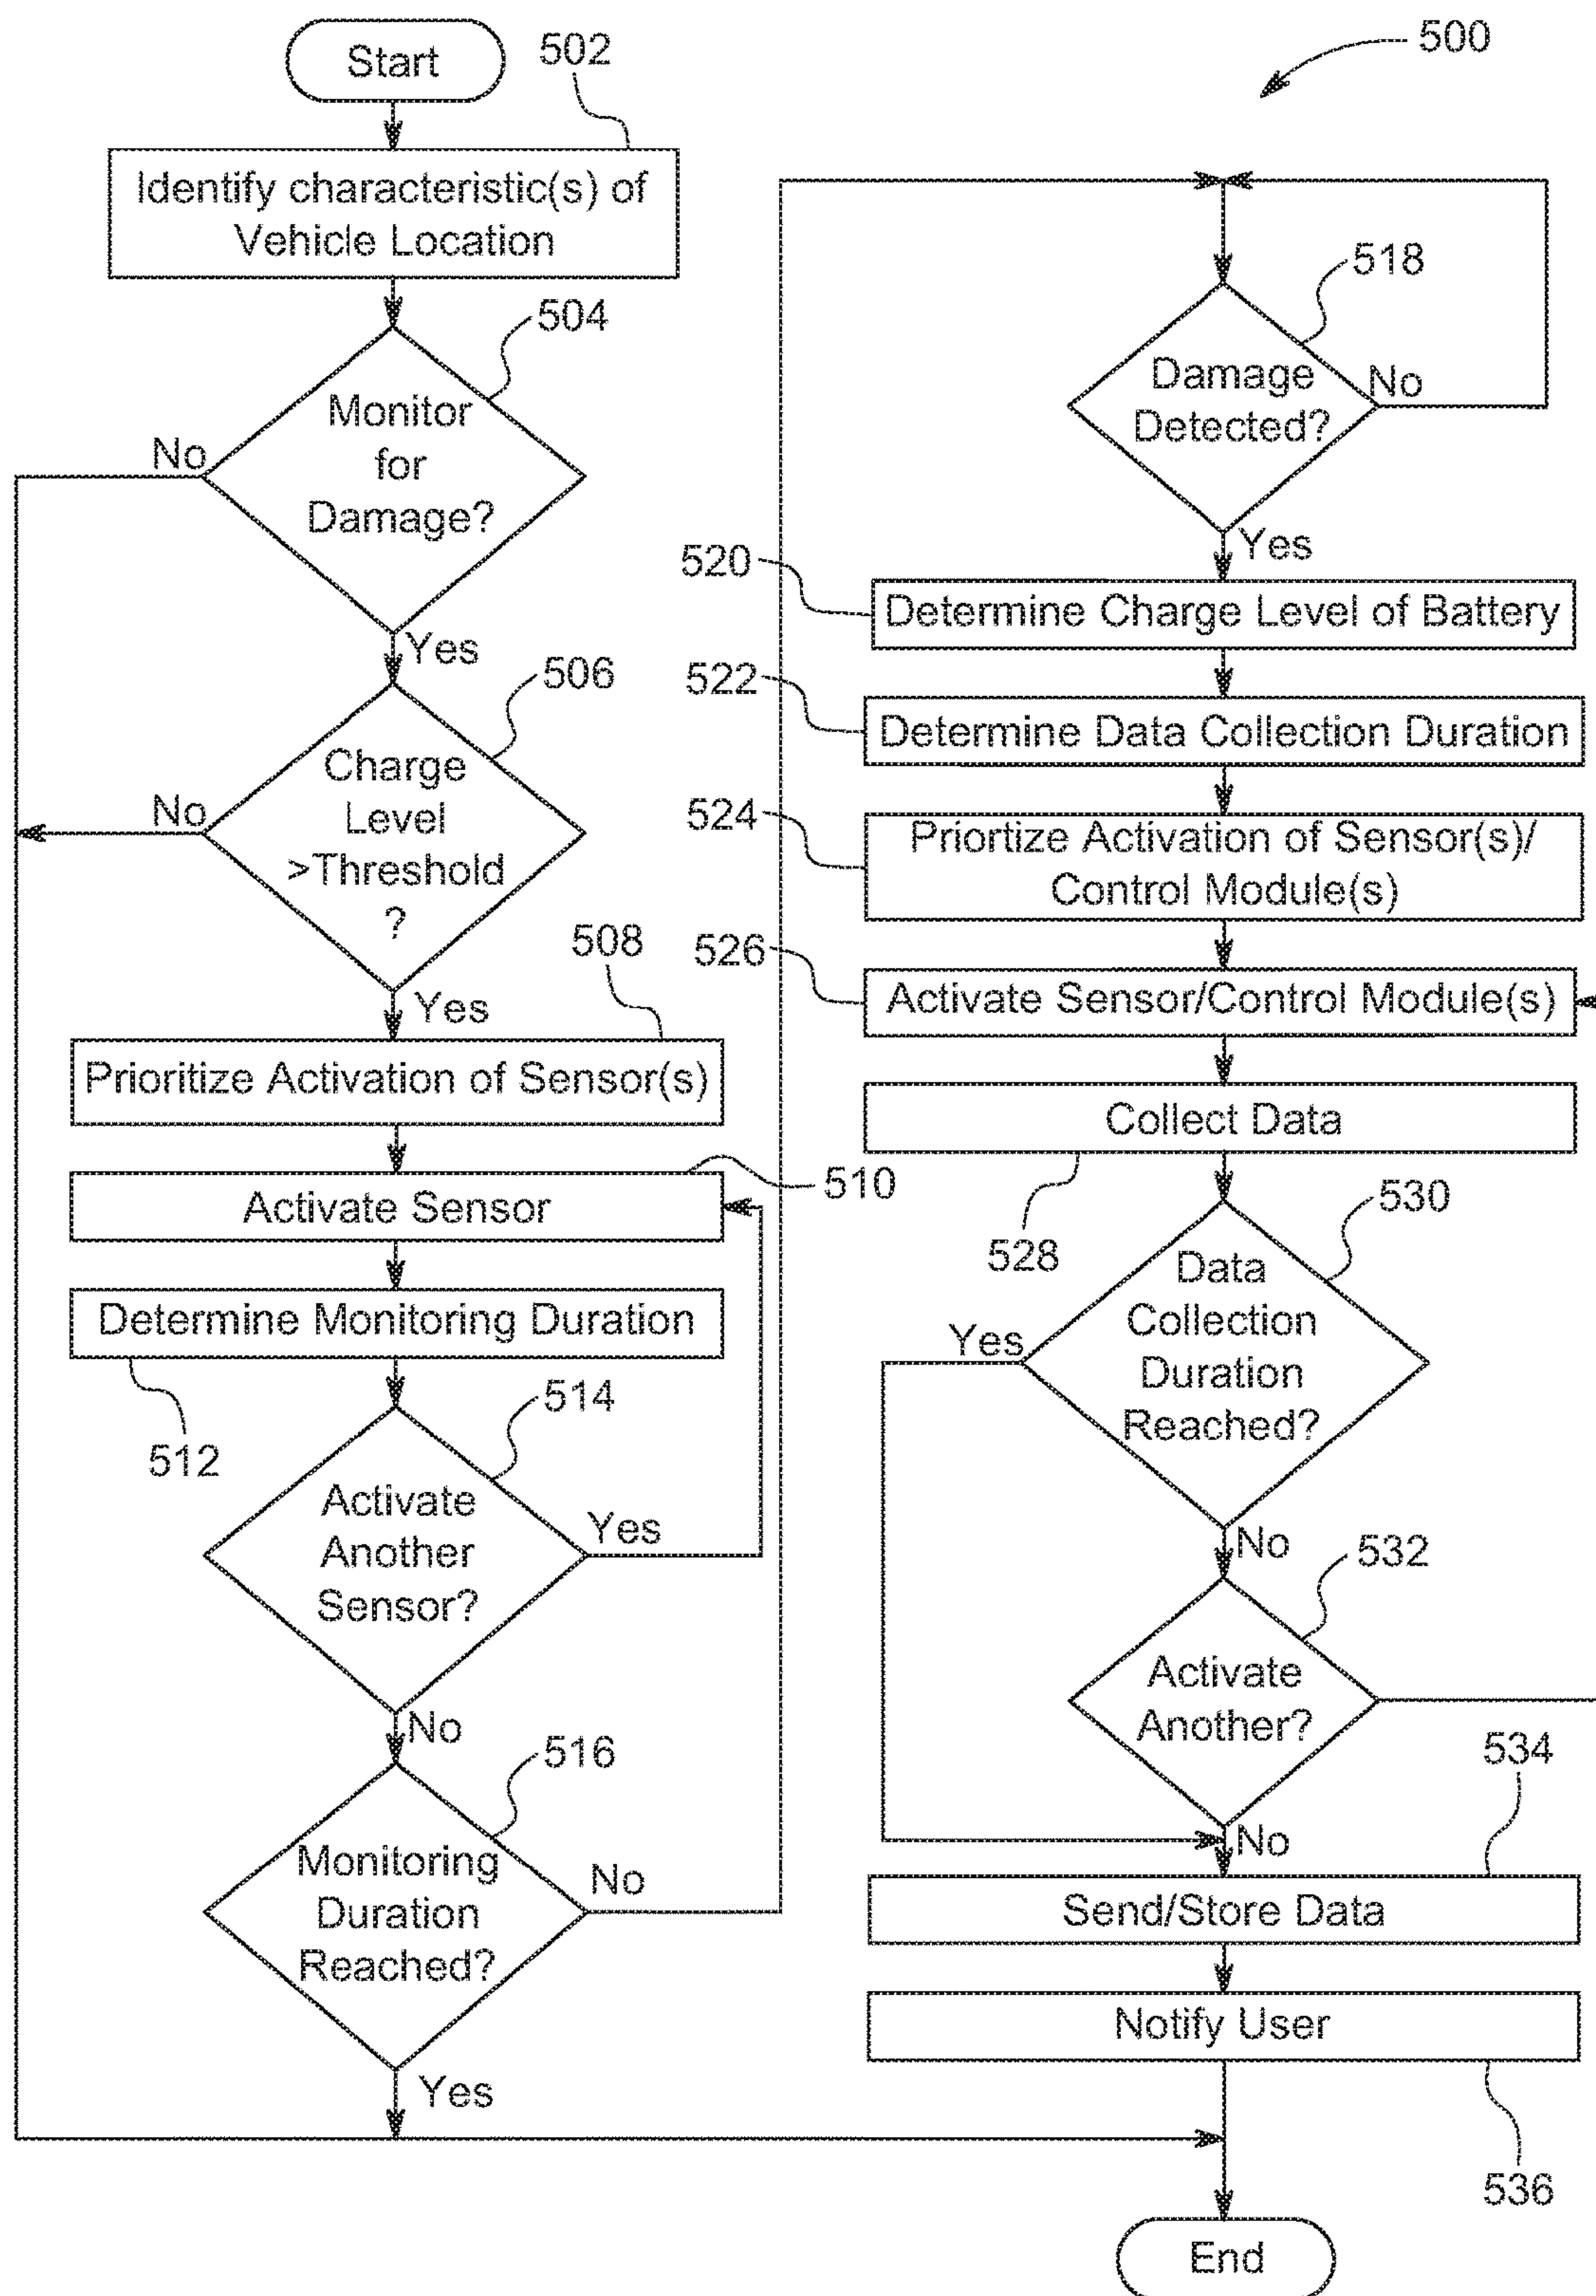 Start
502
500
Identify characteristic(s) of
Vehicle Location
504
Monitor
for
Damage?
No
Yes
506
Charge
Level
>Threshold
?
No
Yes
508
Prioritize Activation of Sensor(s)
Activate Sensor
510
Determine Monitoring Duration
512
514
Activate
Another
Sensor?
Yes
No
516
Monitoring
Duration
Reached?
No
Yes
518
Damage
Detected?
No
Yes
520
Determine Charge Level of Battery
522
Determine Data Collection Duration
524
Priortize Activation of Sensor(s)/
Control Module(s)
526
Activate Sensor/Control Module(s)
Collect Data
528
530
Data
Collection
Duration
Reached?
Yes
No
532
Activate
Another?
No
534
Send/Store Data
Notify User
536
End